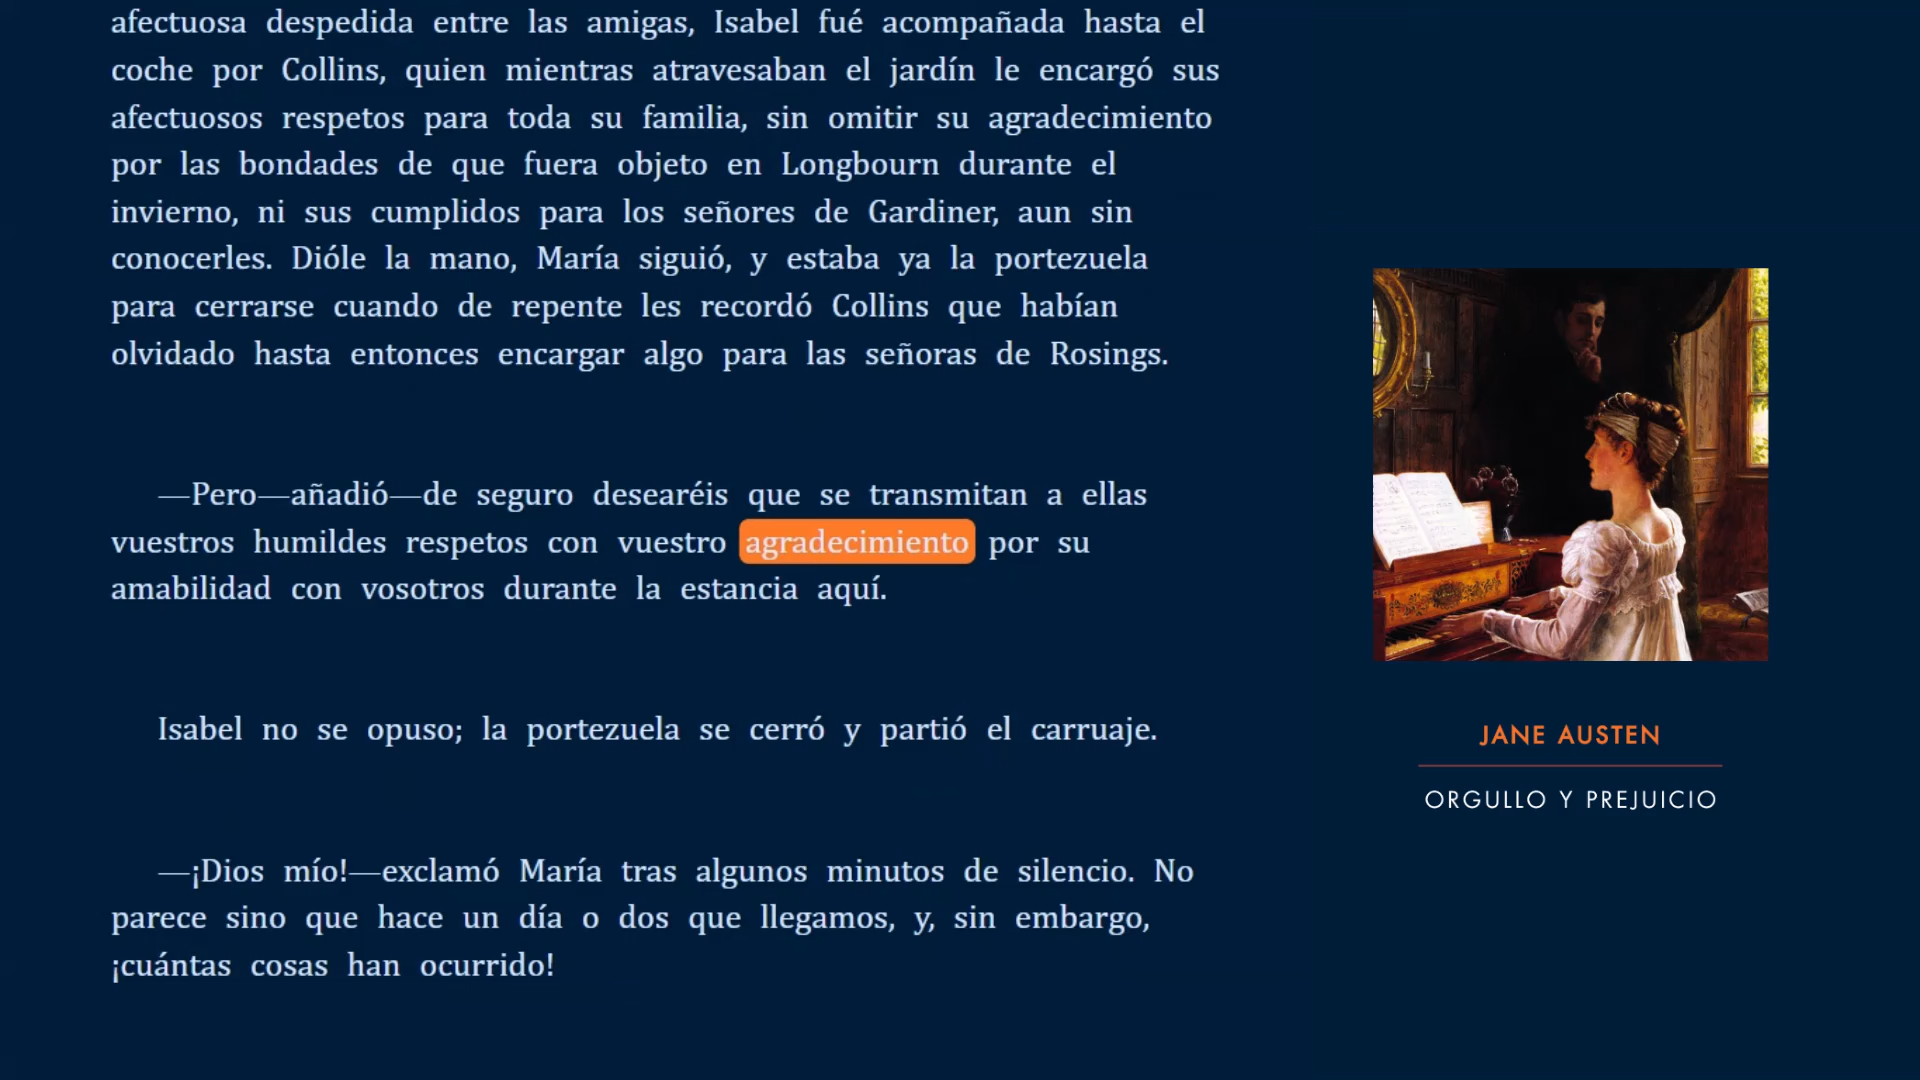 afectuosa despedida entre las amigas, Isabel fué acompañada hasta el
coche por Collins, quien mientras atravesaban el jardín le encargó sus
afectuosos respetos para toda su familia, sin omitir su agradecimiento
por las bondades de que fuera objeto en Longbourn durante el
invierno, ni sus cumplidos para los señores de Gardiner, aun sin
conocerles. Dióle la mano, María siguió, y estaba ya la portezuela
para cerrarse cuando de repente les recordó Collins que habían
olvidado hasta entonces encargar algo para las señoras de Rosings.
—Pero—añadió—de seguro desearéis que se transmitan a ellas
vuestros humildes respetos con vuestro agradecimiento por su
amabilidad con vosotros durante la estancia aquí.
Isabel no se opuso; la portezuela se cerró y partió el carruaje.
—¡Dios mío!—exclamó María tras algunos minutos de silencio. No
parece sino que hace un día o dos que llegamos, y, sin embargo,
¡cuántas cosas han ocurrido!
JANE AUSTEN
ORGULLO Y PREJUICIO